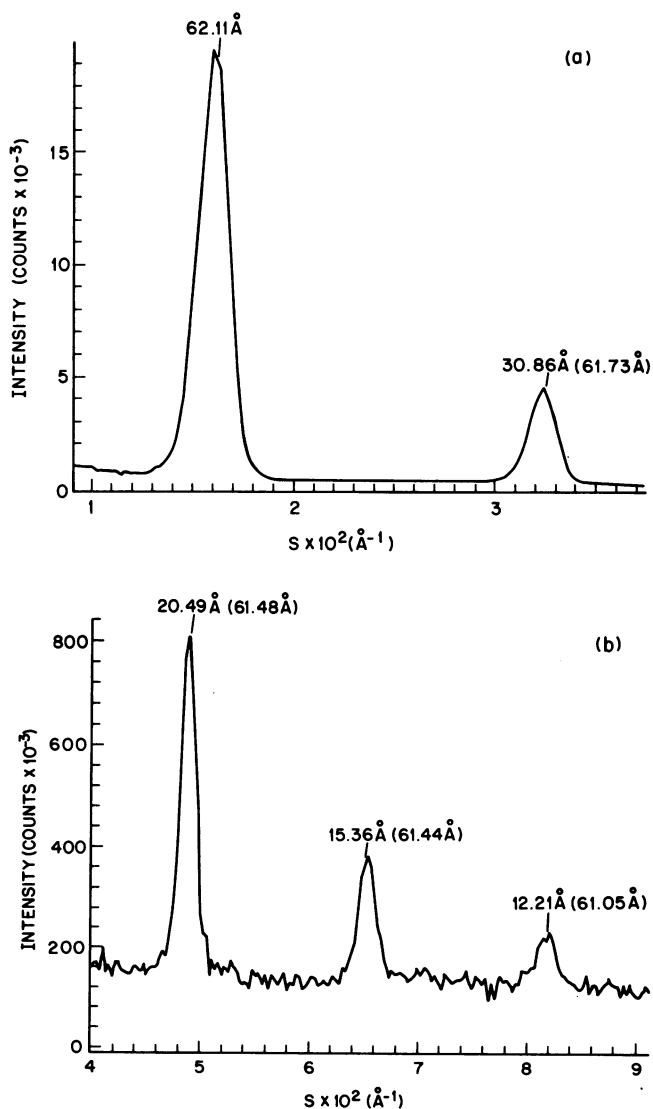 62.11Å
(a)
15
10
5
0
INTENSITY (COUNTS x 10⁻³)
30.86Å (61.73Å)
1 2 3
S x 10² (Å⁻¹)
20.49Å (61.48Å)
(b)
800
600
400
200
0
INTENSITY (COUNTS x 10⁻³)
15.36Å (61.44Å)
12.21Å (61.05Å)
4 5 6 7 8 9
S x 10² (Å⁻¹)